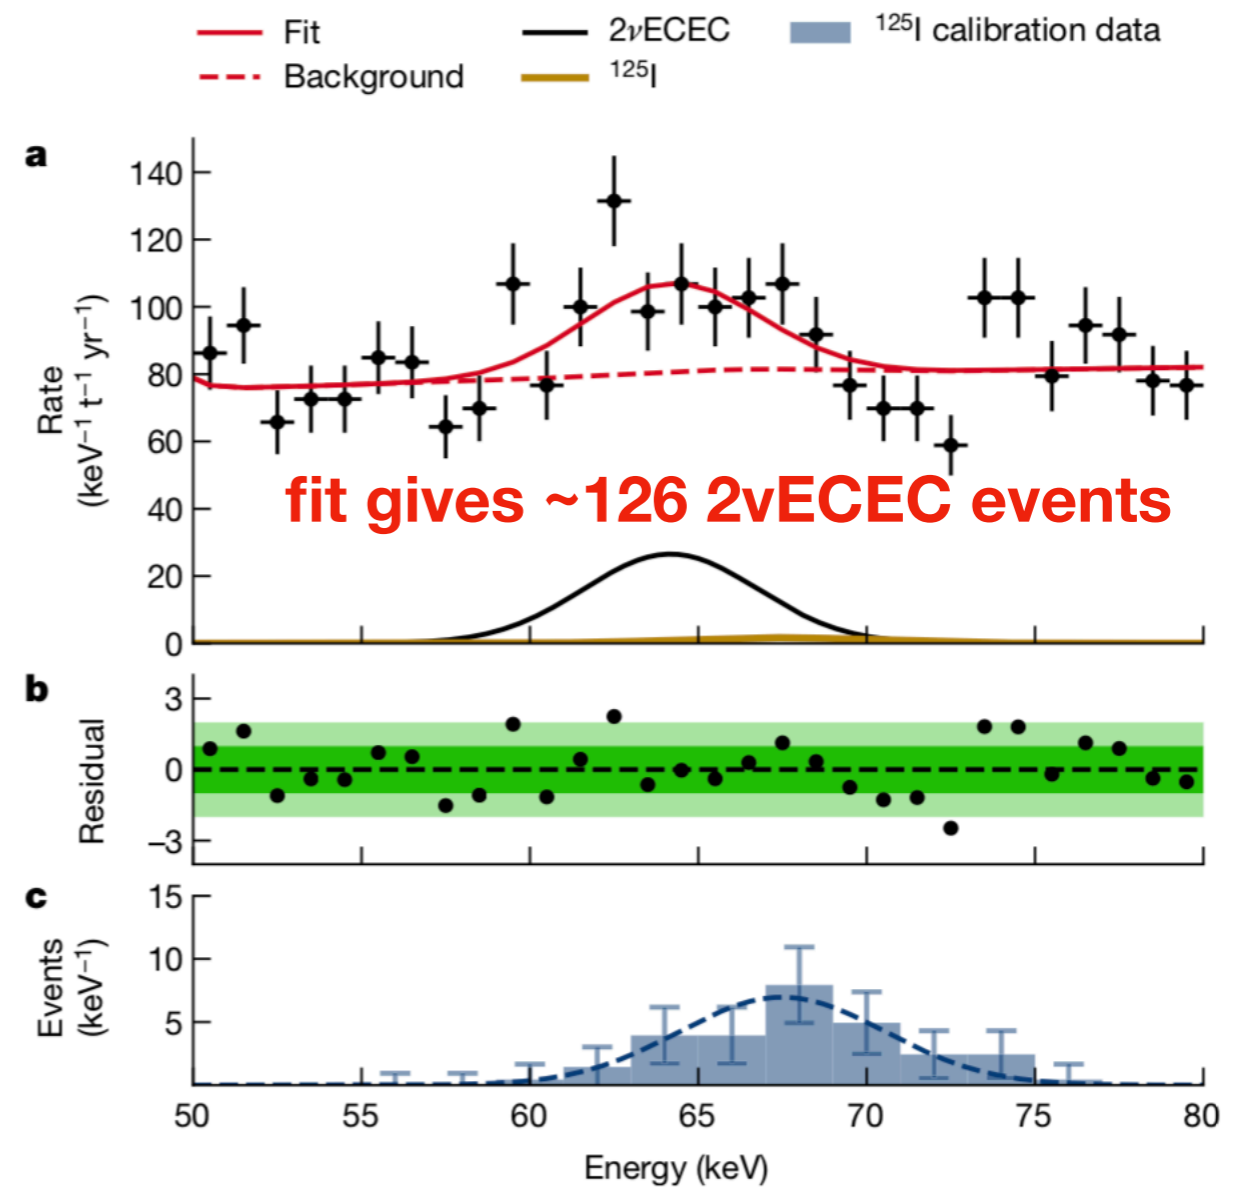 Fit
2νECEC
¹²⁵I calibration data
Background
¹²⁵I
a
140
120
100
80
60
40
20
0
Rate
(keV⁻¹ t⁻¹ yr⁻¹)
fit gives ~126 2vECEC events
b
3
0
−3
Residual
c
15
10
5
Events
(keV⁻¹)
50 55 60 65 70 75 80
Energy (keV)